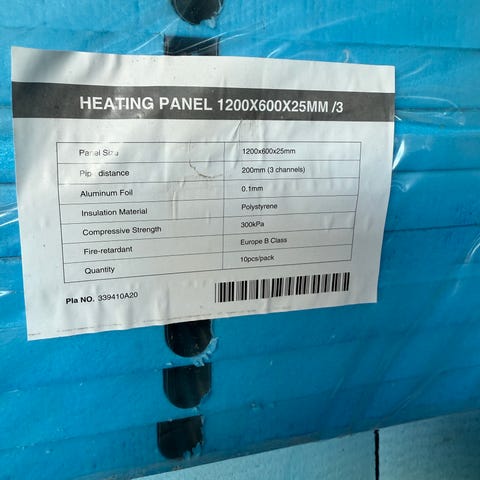 HEATING PANEL 1200X600X25MM /3
Panel Size 1200x600x25mm
Pipe distance 200mm (3 channels)
Aluminum Foil 0.1mm
Insulation Material Polystyrene
Compressive Strength 300kPa
Fire-retardant Europe B Class
Quantity 10pcs/pack
Pla NO. 339410A20